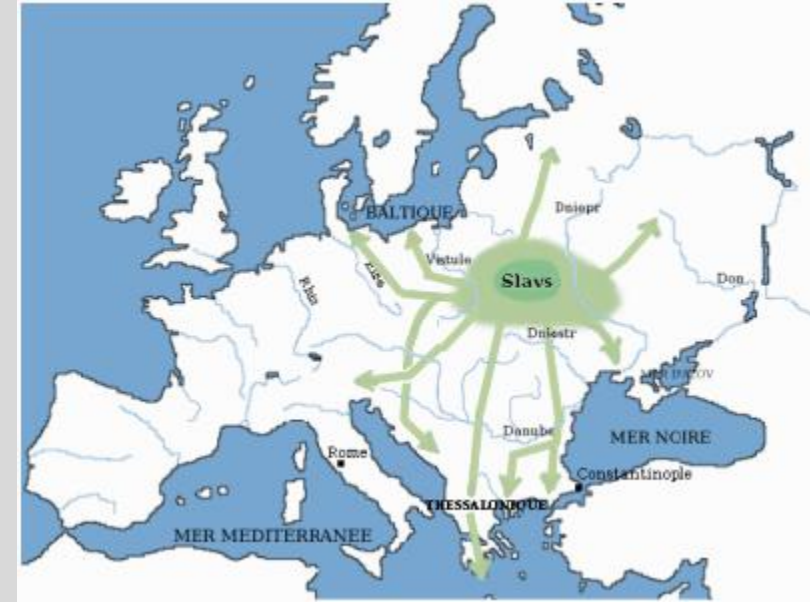 BALTIQUE
Dniepr
Vistule
Elbe
Rhin
Slavs
Don
Dniestr
MER D'AZOV
Danube
MER NOIRE
Rome
Constantinople
THESSALONIQUE
MER MEDITERRANEE